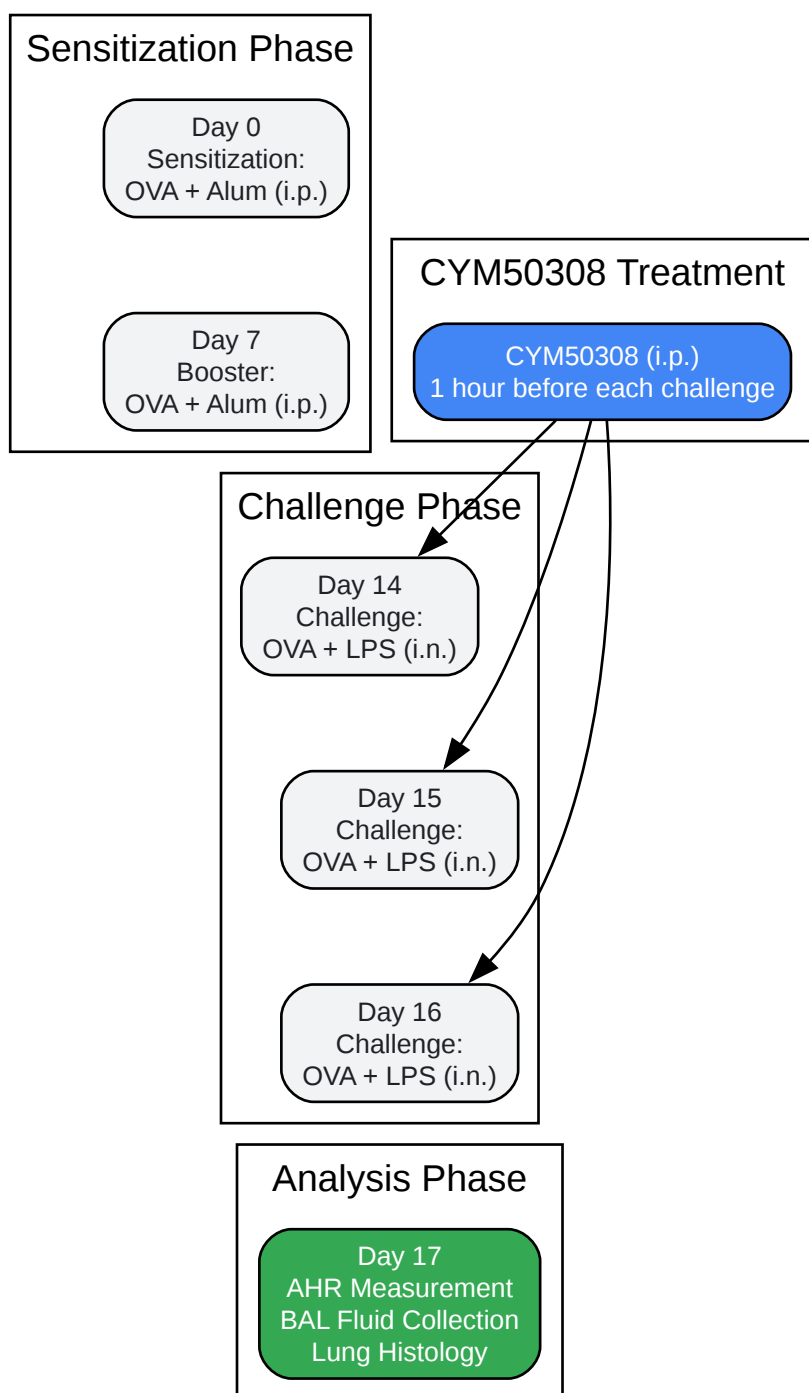 Sensitization Phase
Day 0
Sensitization:
OVA + Alum (i.p.)
Day 7
Booster:
OVA + Alum (i.p.)
CYM50308 Treatment
CYM50308 (i.p.)
1 hour before each challenge
Challenge Phase
Day 14
Challenge:
OVA + LPS (i.n.)
Day 15
Challenge:
OVA + LPS (i.n.)
Day 16
Challenge:
OVA + LPS (i.n.)
Analysis Phase
Day 17
AHR Measurement
BAL Fluid Collection
Lung Histology